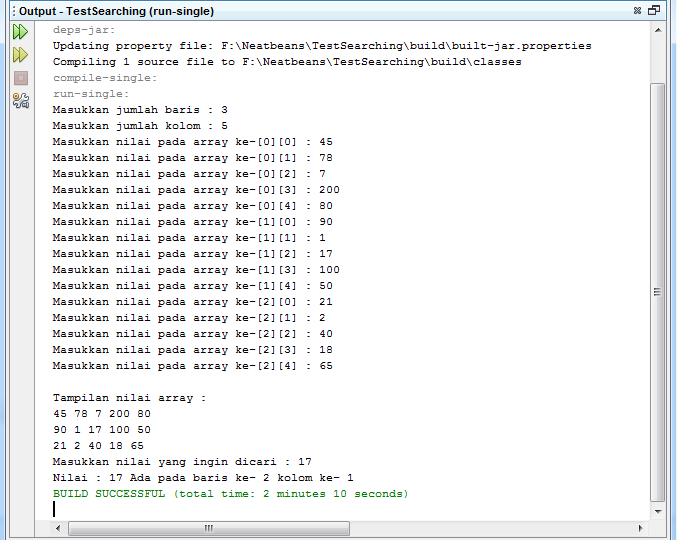 Output - TestSearching (run-single)
deps-jar:
Updating property file: F:\Neatbeans\TestSearching\build\built-jar.properties
Compiling 1 source file to F:\Neatbeans\TestSearching\build\classes
compile-single:
run-single:
Masukkan jumlah baris : 3
Masukkan jumlah kolom : 5
Masukkan nilai pada array ke-[0][0] : 45
Masukkan nilai pada array ke-[0][1] : 78
Masukkan nilai pada array ke-[0][2] : 7
Masukkan nilai pada array ke-[0][3] : 200
Masukkan nilai pada array ke-[0][4] : 80
Masukkan nilai pada array ke-[1][0] : 90
Masukkan nilai pada array ke-[1][1] : 1
Masukkan nilai pada array ke-[1][2] : 17
Masukkan nilai pada array ke-[1][3] : 100
Masukkan nilai pada array ke-[1][4] : 50
Masukkan nilai pada array ke-[2][0] : 21
Masukkan nilai pada array ke-[2][1] : 2
Masukkan nilai pada array ke-[2][2] : 40
Masukkan nilai pada array ke-[2][3] : 18
Masukkan nilai pada array ke-[2][4] : 65
Tampilan nilai array :
45 78 7 200 80
90 1 17 100 50
21 2 40 18 65
Masukkan nilai yang ingin dicari : 17
Nilai : 17 Ada pada baris ke- 2 kolom ke- 1
BUILD SUCCESSFUL (total time: 2 minutes 10 seconds)